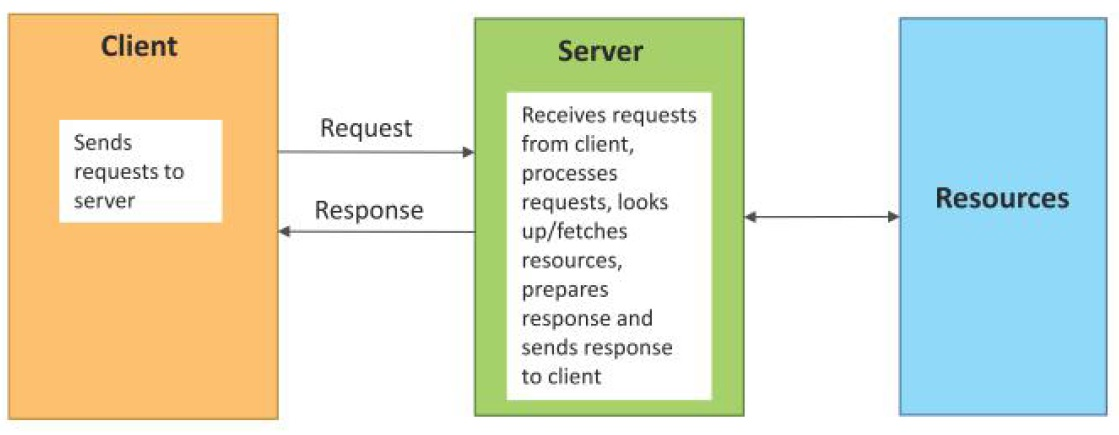 Client
Sends
requests to
server
Request
Response
Server
Receives requests
from client,
processes
requests, looks
up/fetches
resources,
prepares
response and
sends response
to client
Resources